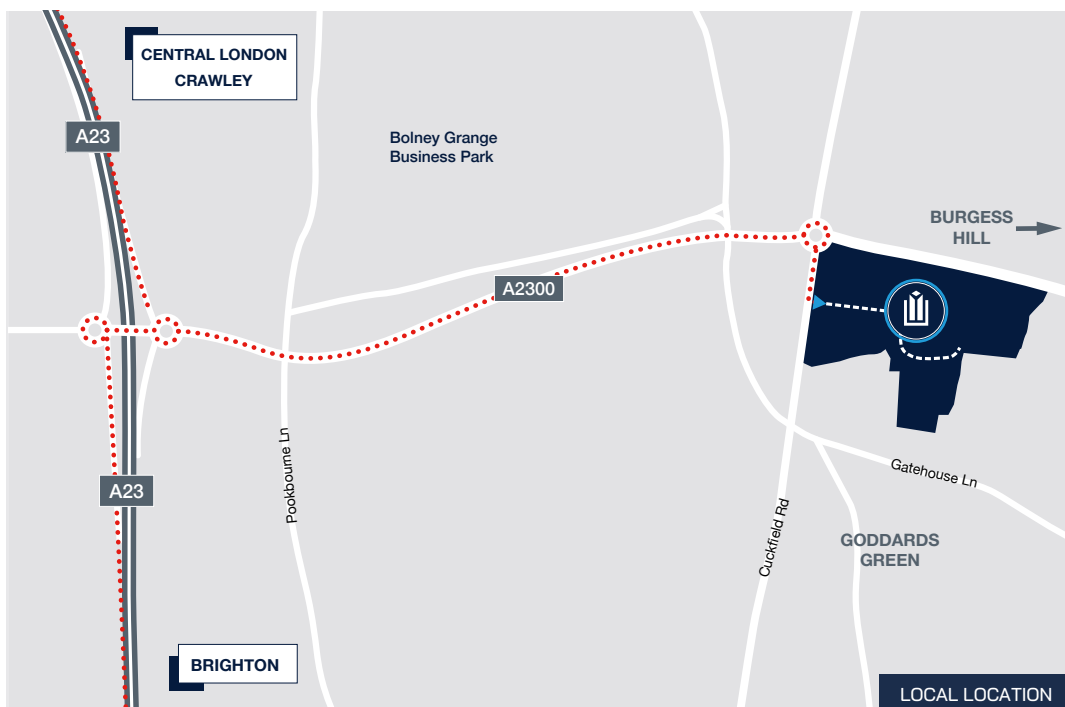 CENTRAL LONDON
CRAWLEY
A23
Bolney Grange
Business Park
BURGESS
HILL
A2300
A23
Pookbourne Ln
Gatehouse Ln
Cuckfield Rd
GODDARDS
GREEN
BRIGHTON
LOCAL LOCATION